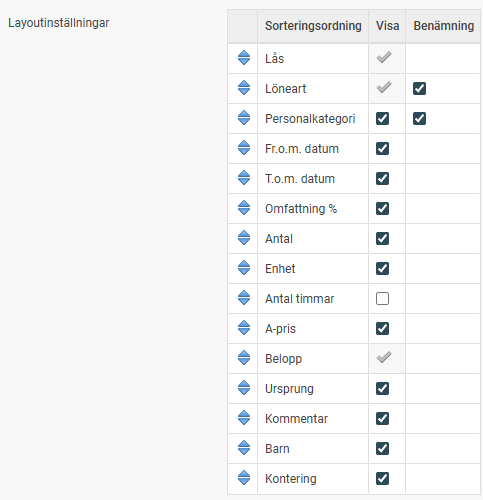 Layoutinställningar
Sorteringsordning Visa Benämning
Lås
Löneart
Personalkategori
Fr.o.m. datum
T.o.m. datum
Omfattning %
Antal
Enhet
Antal timmar
A-pris
Belopp
Ursprung
Kommentar
Barn
Kontering